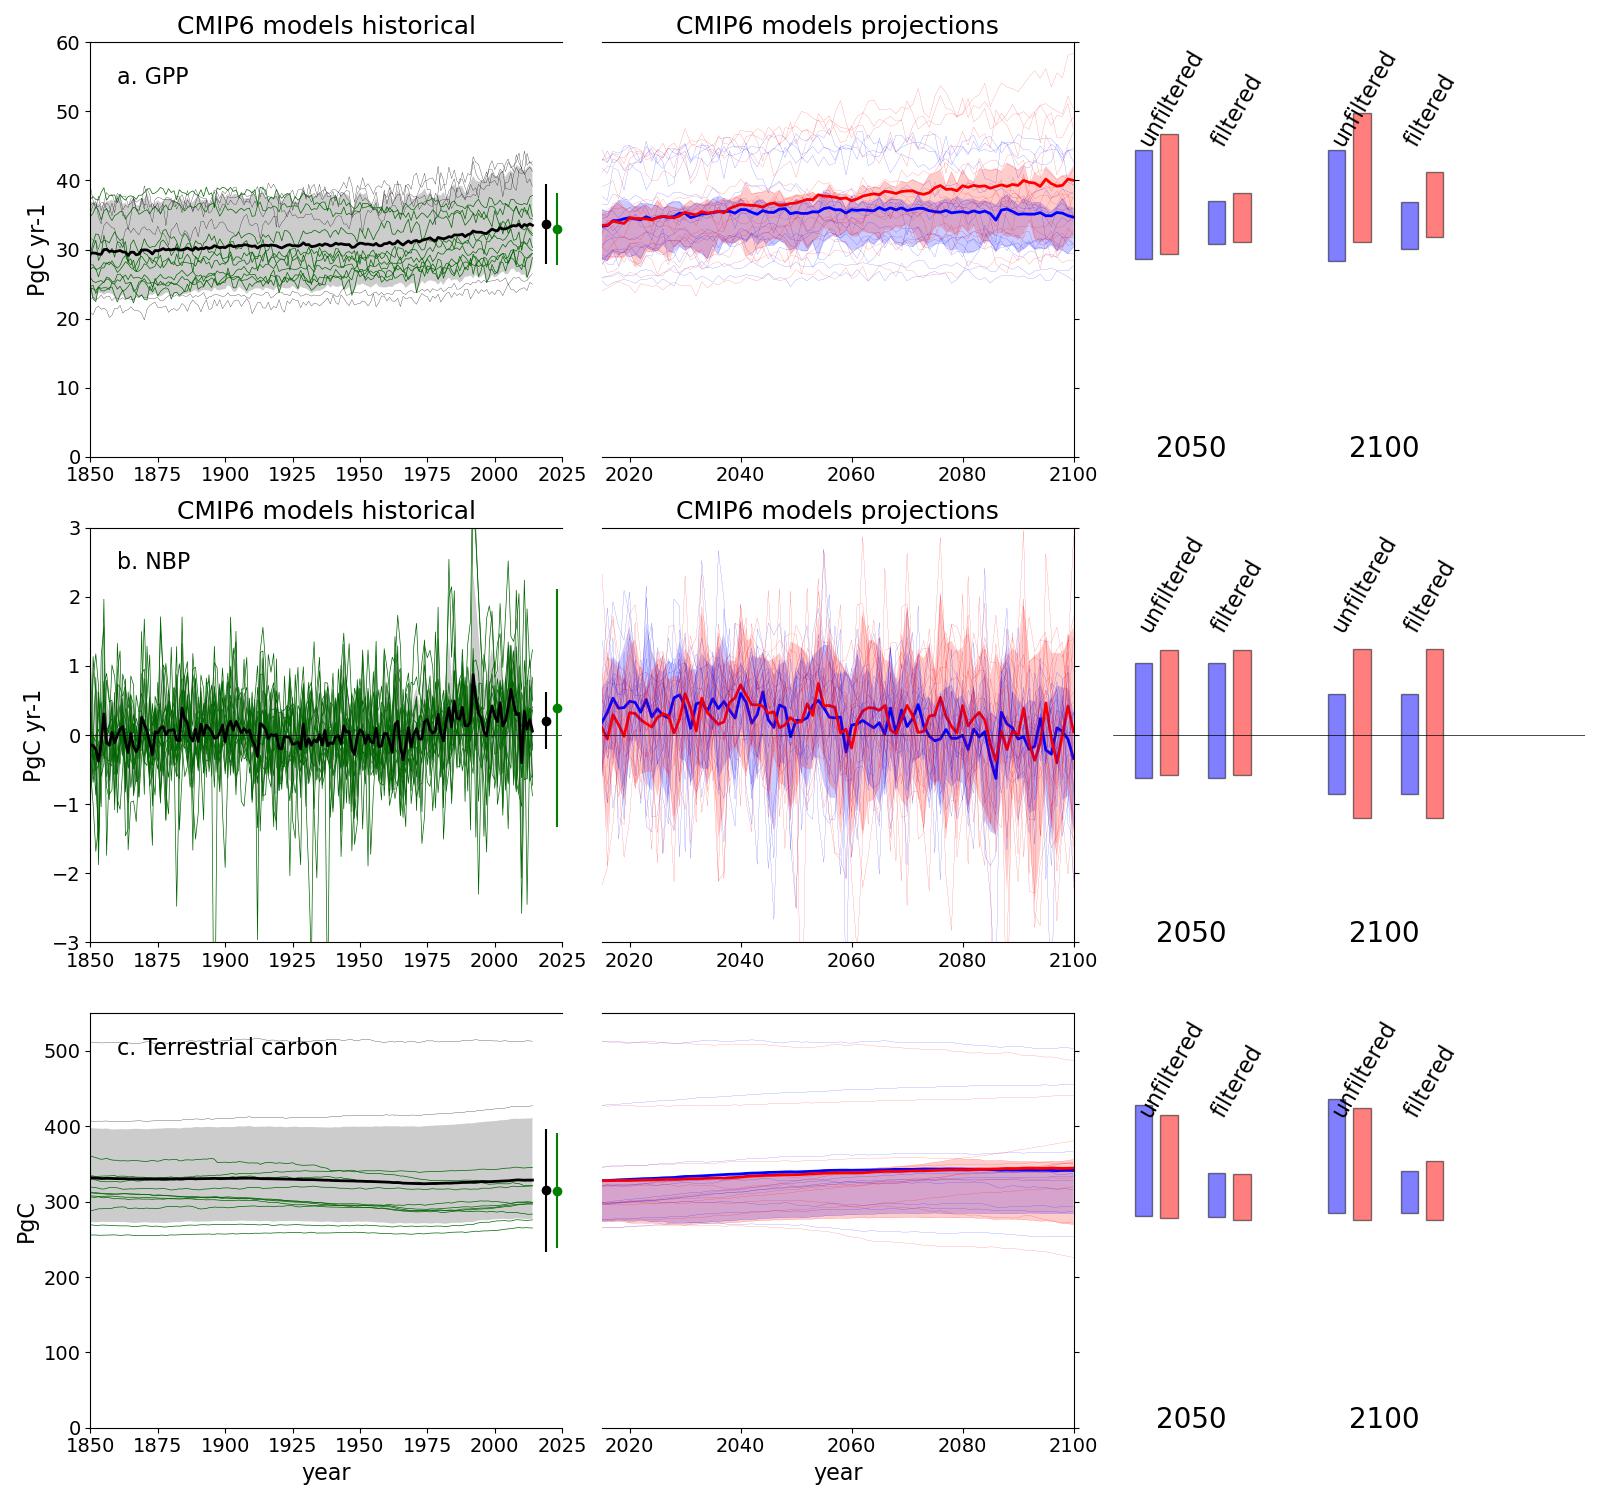 CMIP6 models historical
CMIP6 models projections
60
50
40
30
20
10
0
PgC yr-1
a. GPP
1850 1875 1900 1925 1950 1975 2000 2025
2020 2040 2060 2080 2100
unfiltered filtered unfiltered filtered
2050 2100
CMIP6 models historical
CMIP6 models projections
3
2
1
0
−1
−2
−3
PgC yr-1
b. NBP
1850 1875 1900 1925 1950 1975 2000 2025
2020 2040 2060 2080 2100
unfiltered filtered unfiltered filtered
2050 2100
500
400
300
200
100
0
PgC
c. Terrestrial carbon
1850 1875 1900 1925 1950 1975 2000 2025
year
2020 2040 2060 2080 2100
year
unfiltered filtered unfiltered filtered
2050 2100